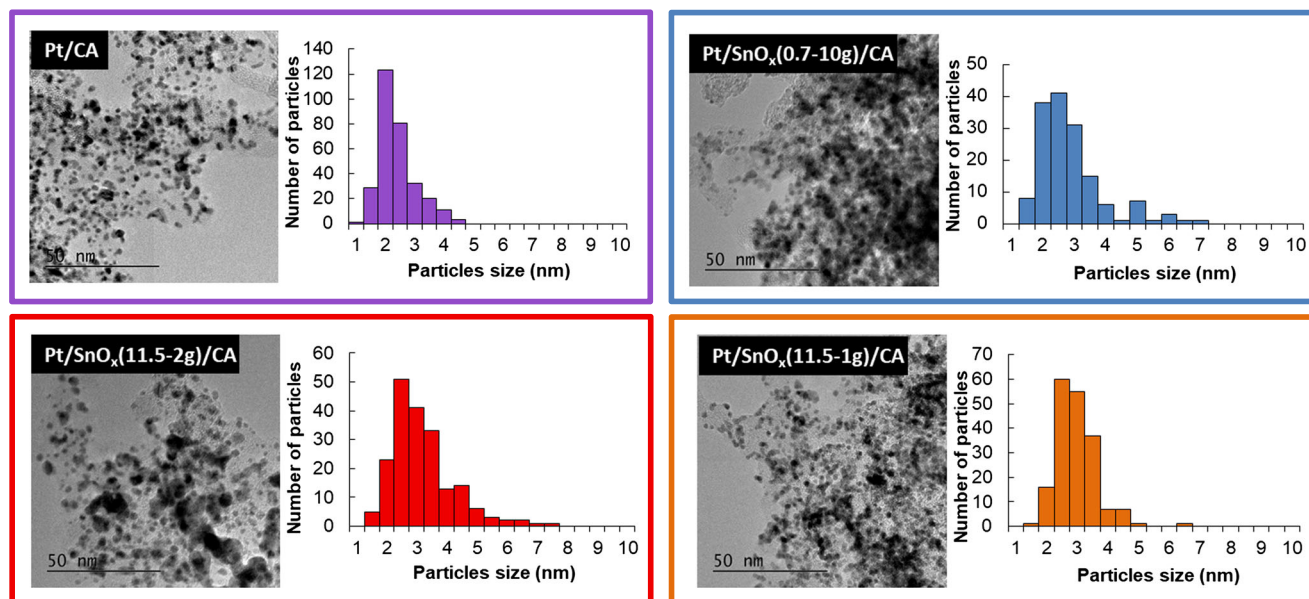 Pt/CA
Number of particles
140
120
100
80
60
40
20
0
1 2 3 4 5 6 7 8 9 10
Particles size (nm)
50 nm
Pt/SnOₓ(0.7-10g)/CA
Number of particles
50
40
30
20
10
0
1 2 3 4 5 6 7 8 9 10
Particles size (nm)
50 nm
Pt/SnOₓ(11.5-2g)/CA
Number of particles
60
50
40
30
20
10
0
1 2 3 4 5 6 7 8 9 10
Particles size (nm)
50 nm
Pt/SnOₓ(11.5-1g)/CA
Number of particles
70
60
50
40
30
20
10
0
1 2 3 4 5 6 7 8 9 10
Particles size (nm)
50 nm